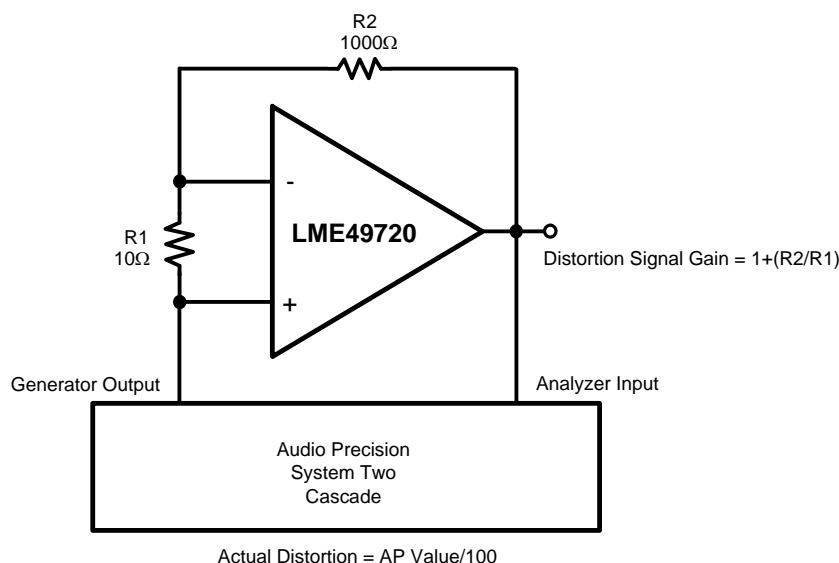 R2
1000Ω
-
LME49720
R1
10Ω
Distortion Signal Gain = 1+(R2/R1)
+
Generator Output
Analyzer Input
Audio Precision
System Two
Cascade
Actual Distortion = AP Value/100